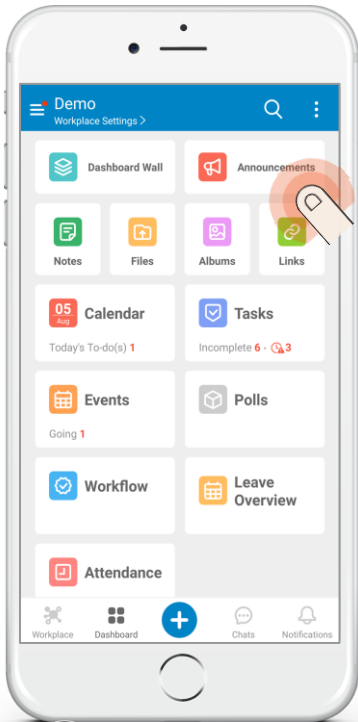 Demo
Workplace Settings >
Dashboard Wall
Announcements
Notes
Files
Albums
Links
05
Aug
Calendar
Today's To-do(s) 1
Tasks
Incomplete 6 · 3
Events
Going 1
Polls
Workflow
Leave
Overview
Attendance
Workplace
Dashboard
Chats
Notifications